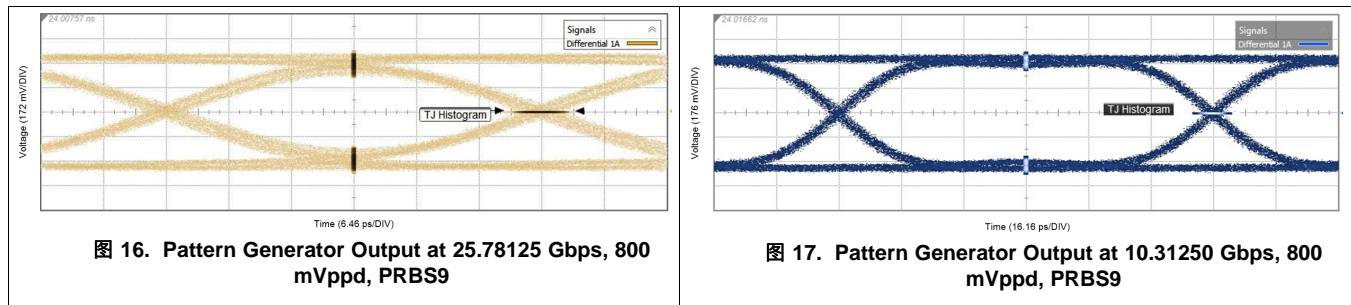 24.00757 ns
Signals
Differential 1A
Voltage (172 mV/DIV)
TJ Histogram
Time (6.46 ps/DIV)
图 16. Pattern Generator Output at 25.78125 Gbps, 800
mVppd, PRBS9
24.01662 ns
Signals
Differential 1A
Voltage (176 mV/DIV)
TJ Histogram
Time (16.16 ps/DIV)
图 17. Pattern Generator Output at 10.31250 Gbps, 800
mVppd, PRBS9